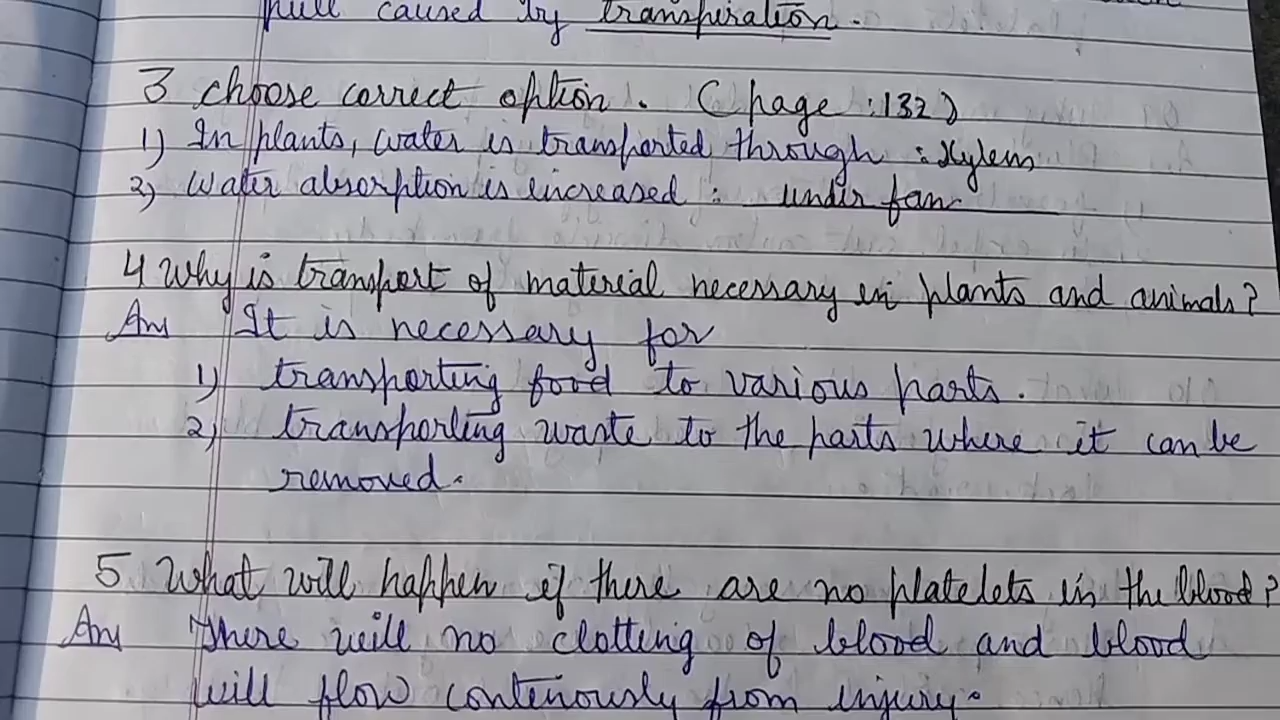 pull caused by transpiration.
3 choose correct option. ( page :132)
1) In plants, water is transported through : Xylem
2) Water absorption is increased : under fan
4 Why is transport of material necessary in plants and animals?
Ans It is necessary for
1) transporting food to various parts.
2) transporting waste to the parts where it can be
removed.
5 What will happen if there are no platelets in the blood?
Ans There will no clotting of blood and blood
will flow contenously from injury.